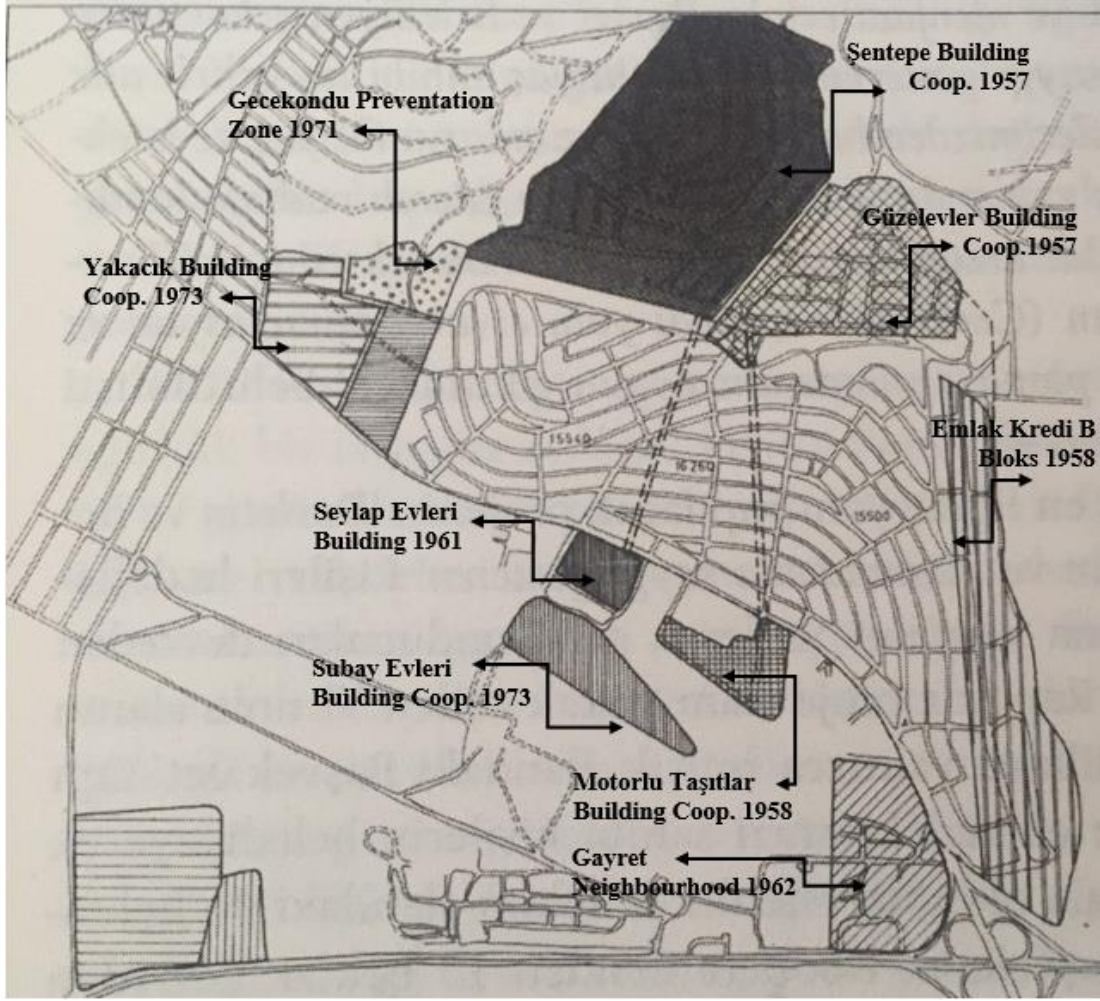 Şentepe Building
Coop. 1957
Gecekondu Preventation
Zone 1971
Güzelevler Building
Coop.1957
Yakacık Building
Coop. 1973
Emlak Kredi B
Bloks 1958
15540
16260
15500
Seylap Evleri
Building 1961
Subay Evleri
Building Coop. 1973
Motorlu Taşıtlar
Building Coop. 1958
Gayret
Neighbourhood 1962